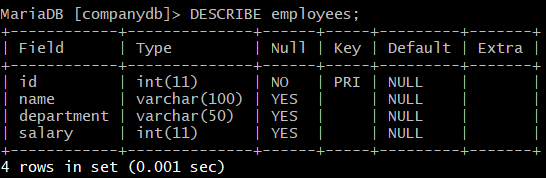 MariaDB [companydb]> DESCRIBE employees;
+------------+--------------+------+-----+---------+-------+
| Field      | Type         | Null | Key | Default | Extra |
+------------+--------------+------+-----+---------+-------+
| id         | int(11)      | NO   | PRI | NULL    |       |
| name       | varchar(100) | YES  |     | NULL    |       |
| department | varchar(50)  | YES  |     | NULL    |       |
| salary     | int(11)      | YES  |     | NULL    |       |
+------------+--------------+------+-----+---------+-------+
4 rows in set (0.001 sec)